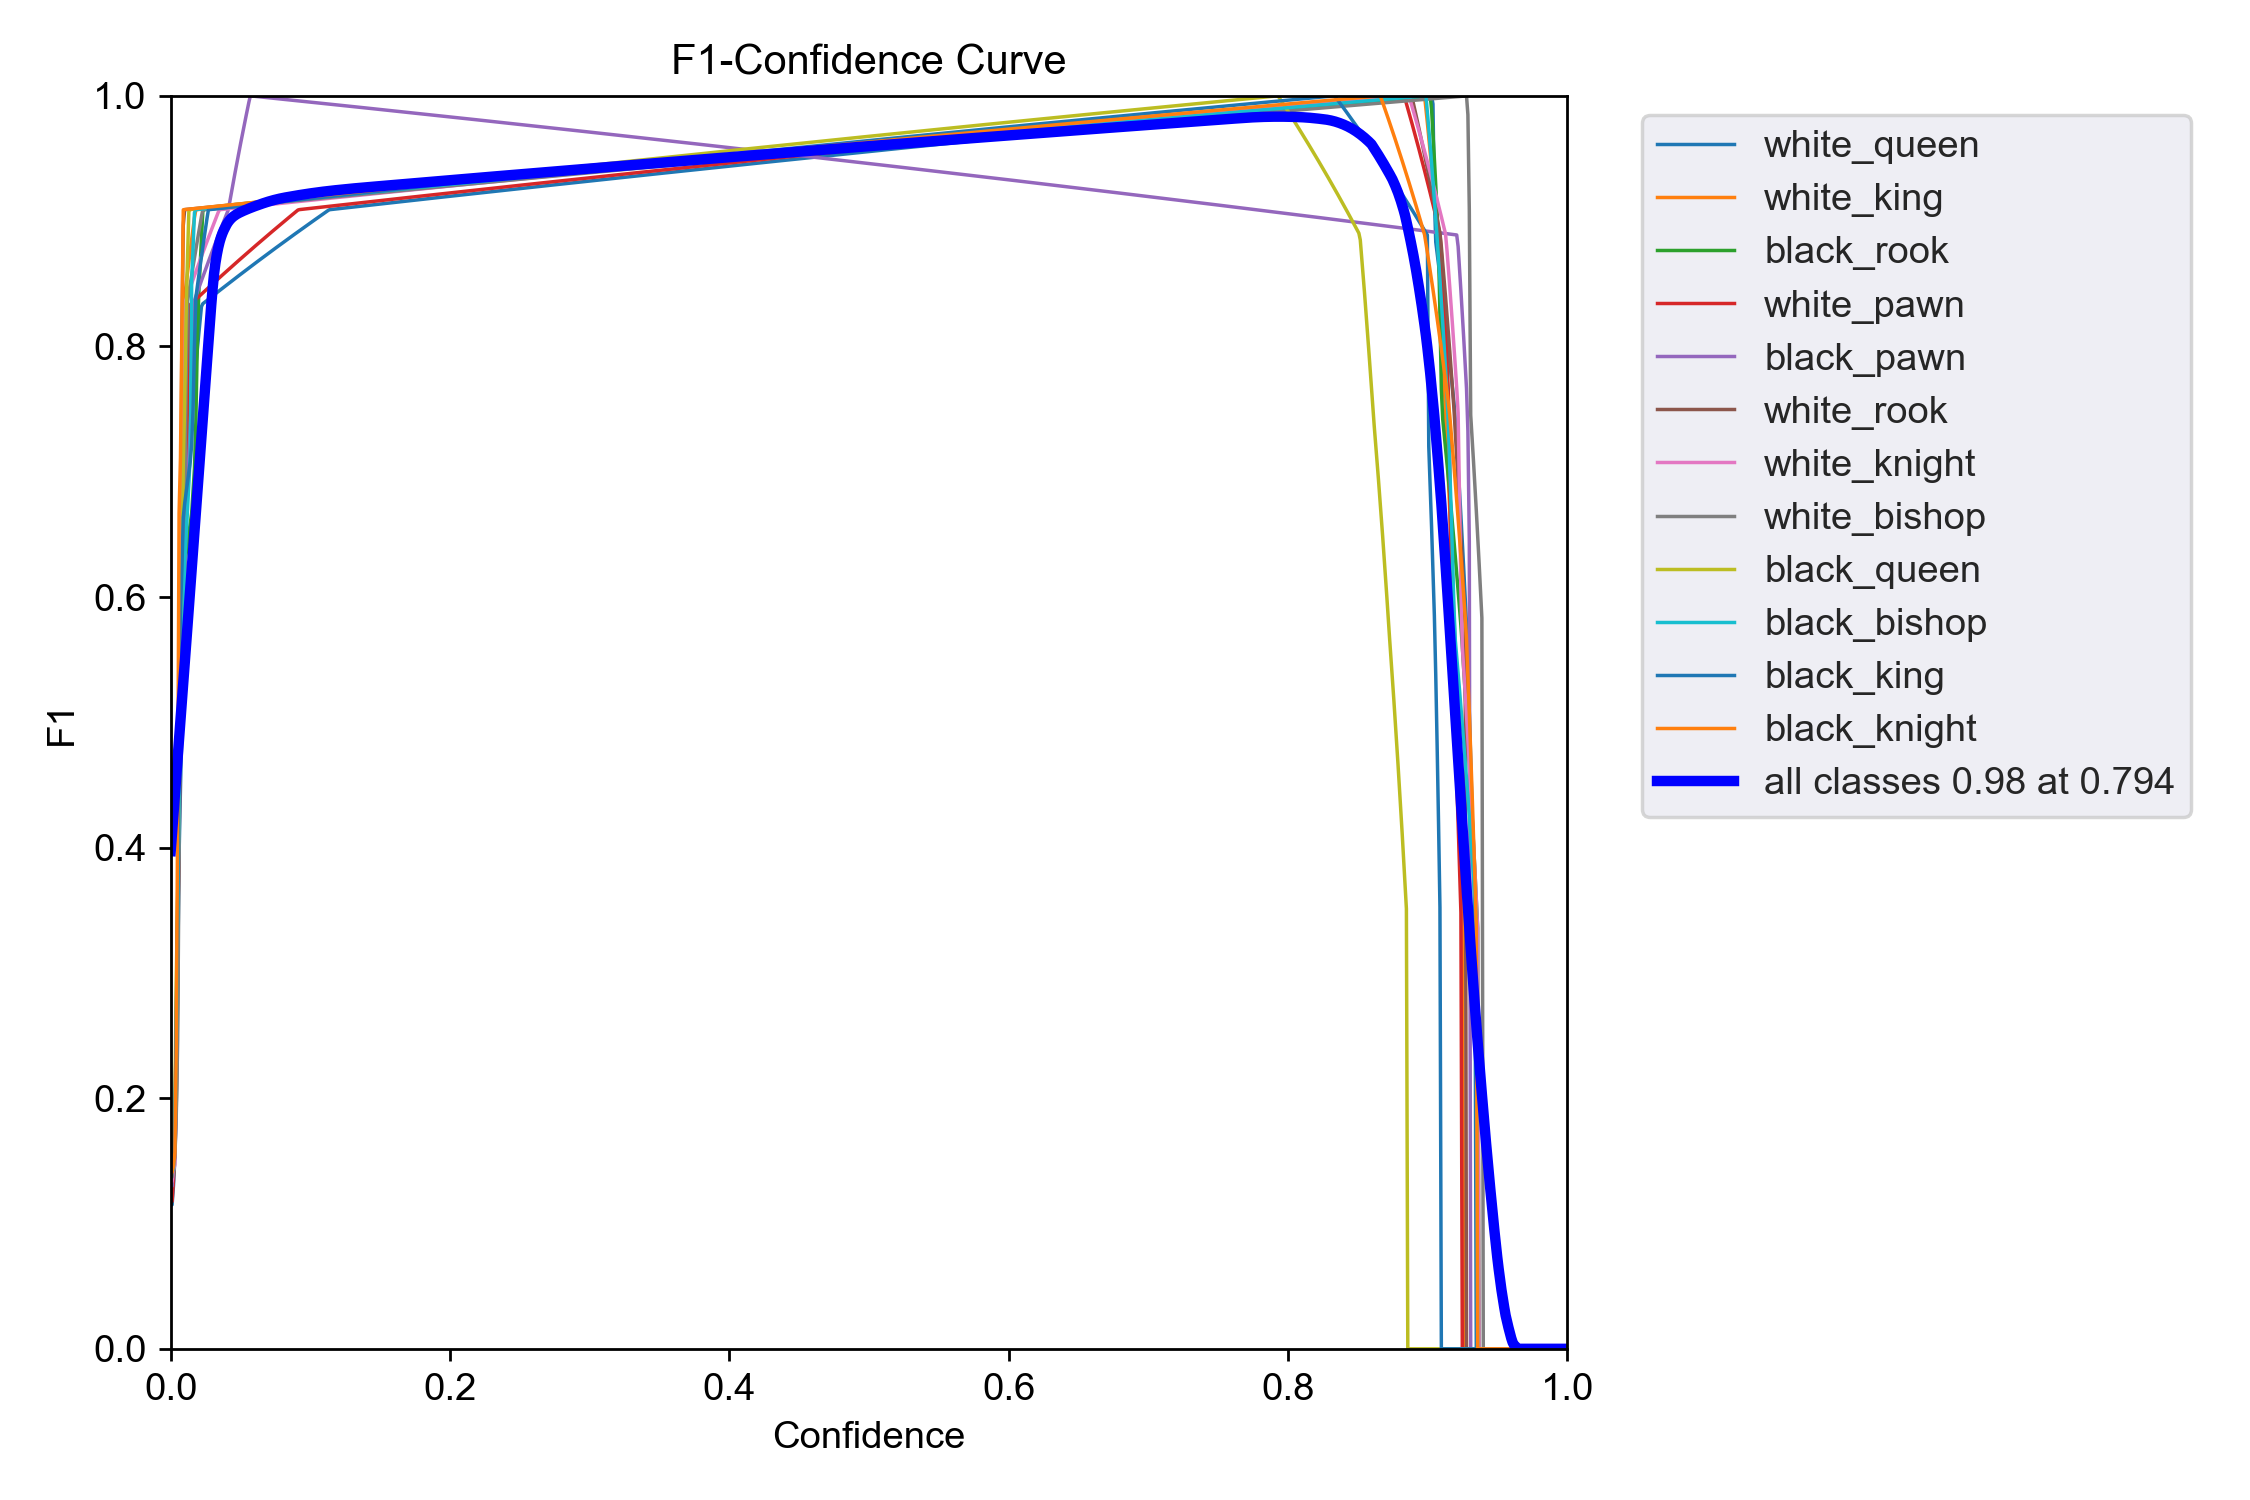 F1-Confidence Curve
1.0
0.8
0.6
0.4
0.2
0.0
F1
0.0 0.2 0.4 0.6 0.8 1.0
Confidence
white_queen
white_king
black_rook
white_pawn
black_pawn
white_rook
white_knight
white_bishop
black_queen
black_bishop
black_king
black_knight
all classes 0.98 at 0.794